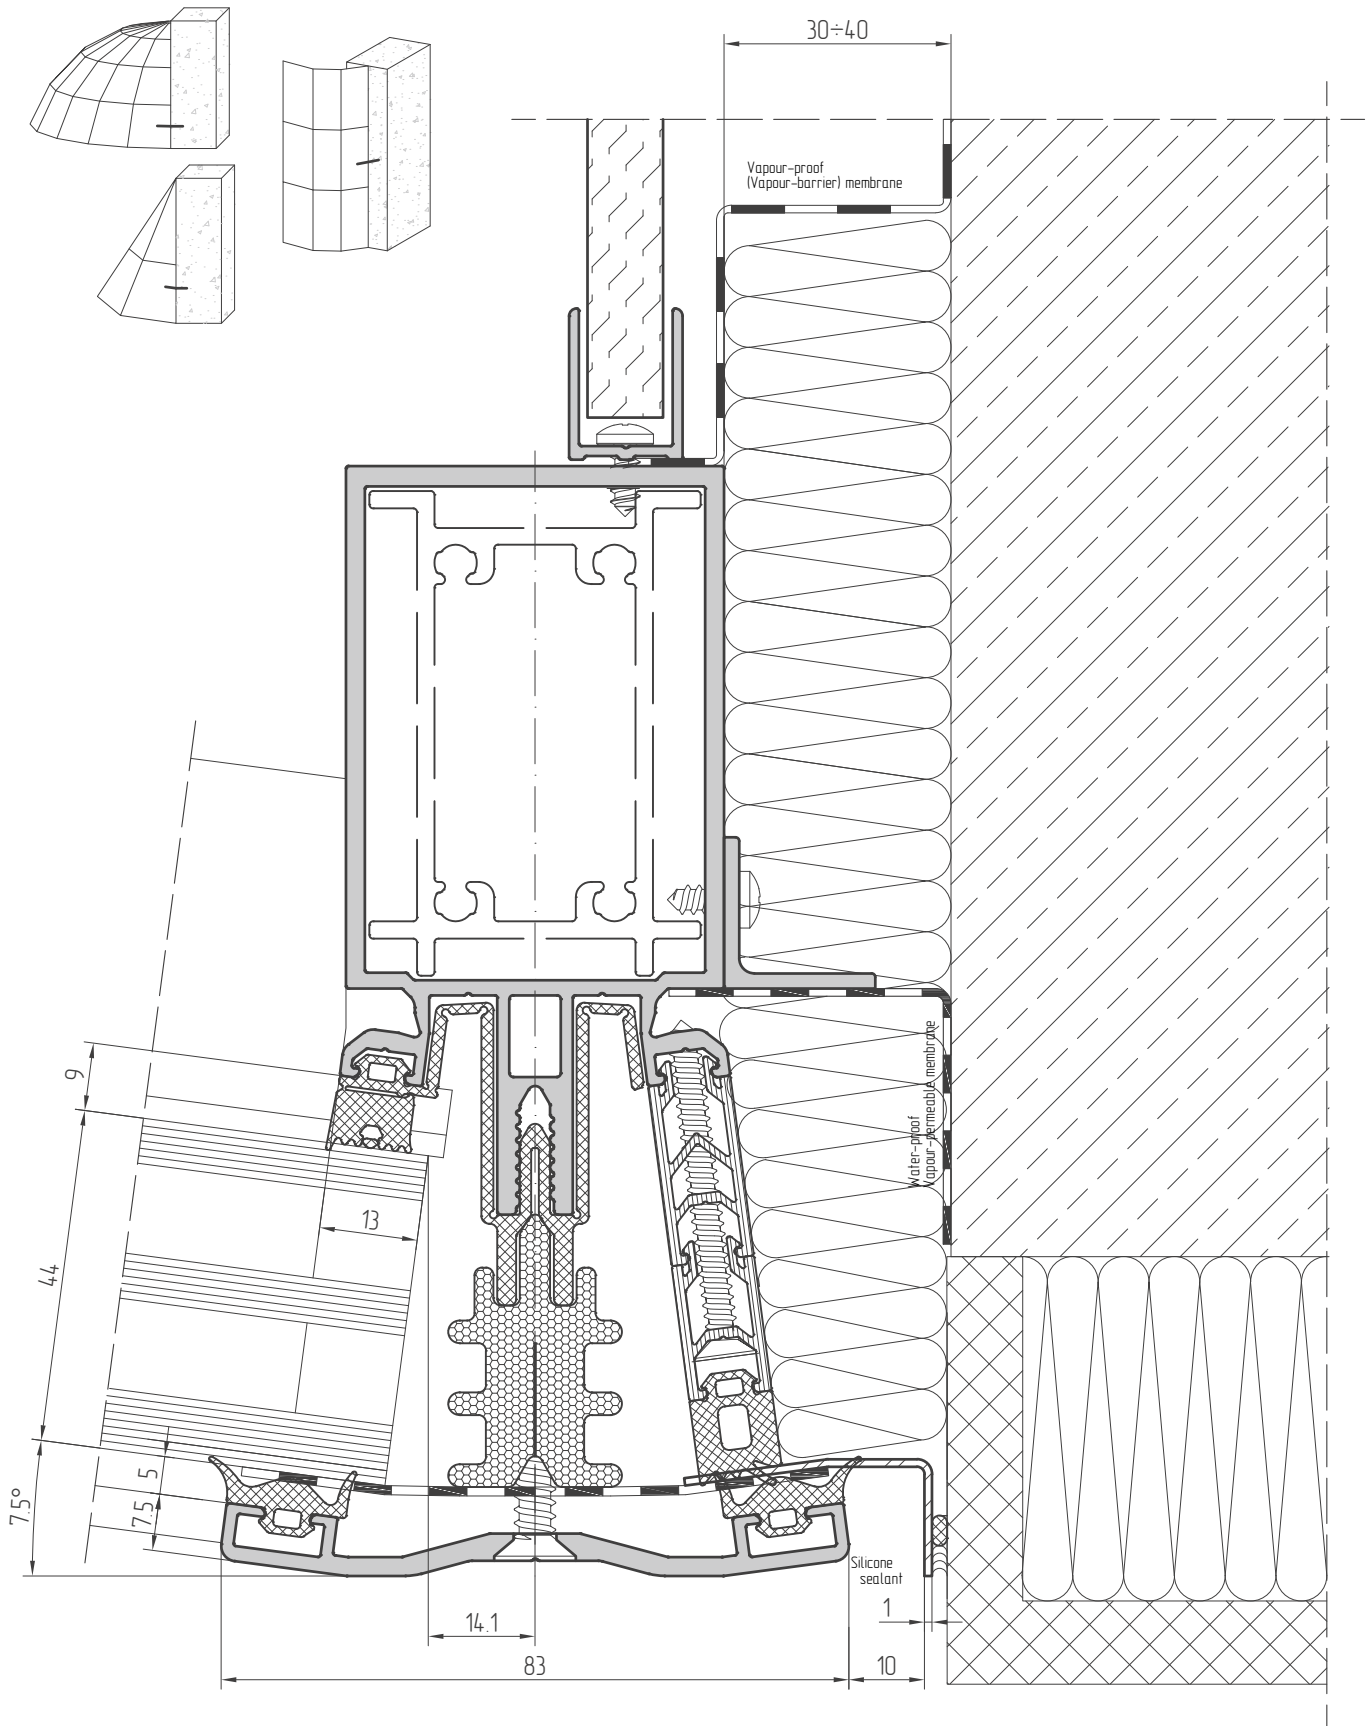 30÷40
Vapour-proof
(Vapour-barrier) membrane
9
Water-proof
Vapour-permeable membrane
13
44
5
7.5
7.5°
Silicone
sealant
1
14.1
83
10